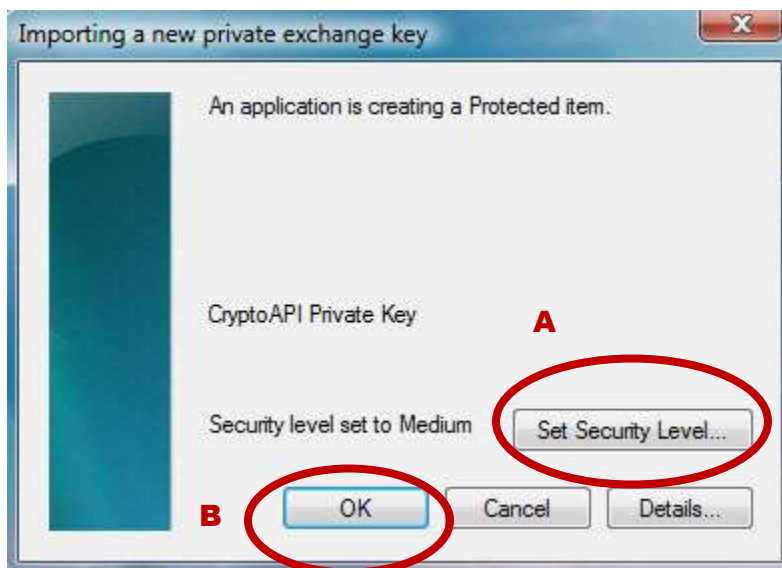 Importing a new private exchange key
X
An application is creating a Protected item.
CryptoAPI Private Key
A
Security level set to Medium
Set Security Level...
B
OK
Cancel
Details...